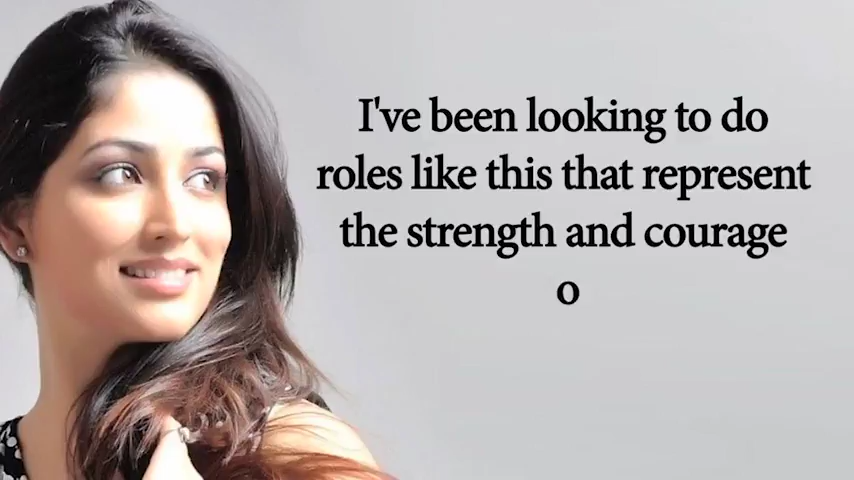 I've been looking to do
roles like this that represent
the strength and courage
o